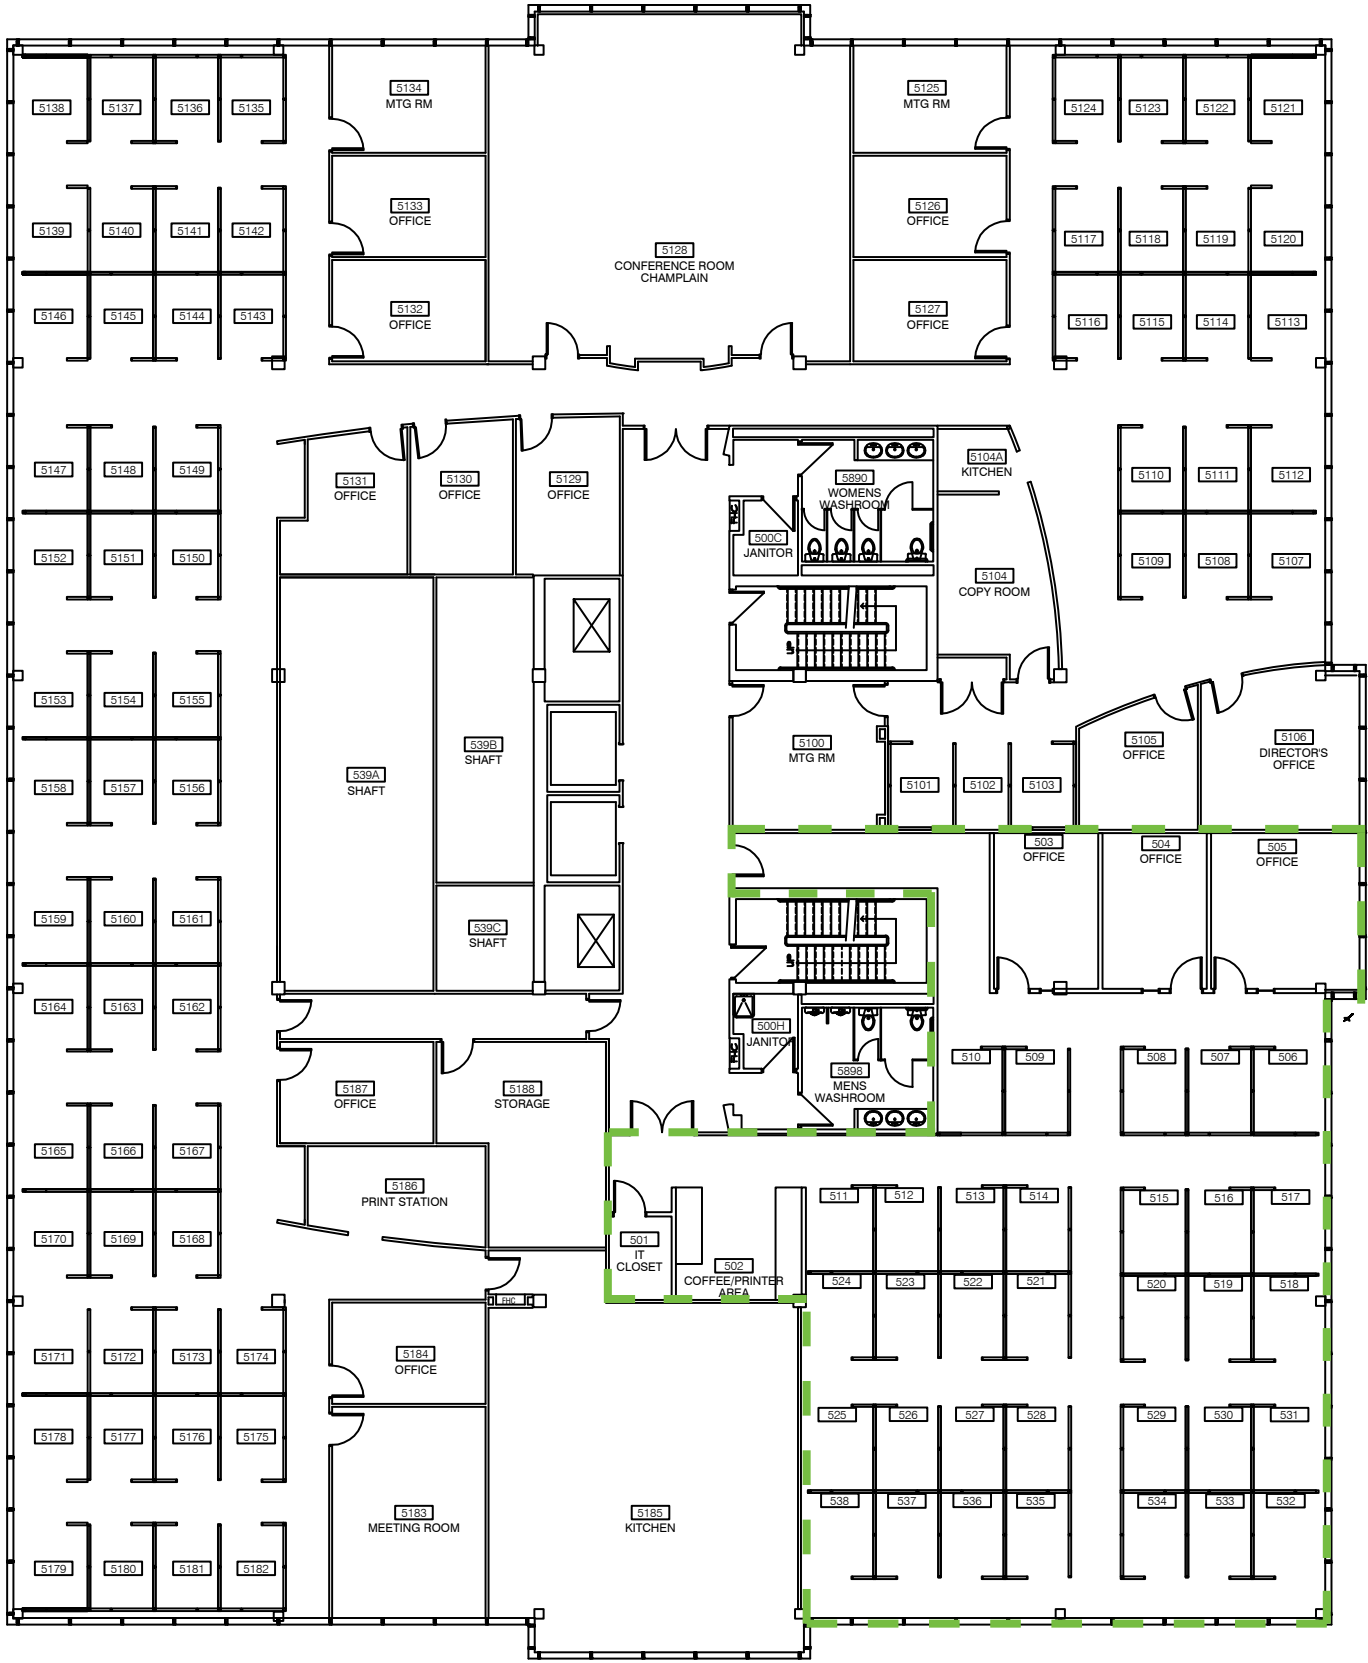 5134
MTG RM
5125
MTG RM
5138
5137
5136
5135
5124
5123
5122
5121
5133
OFFICE
5126
OFFICE
5139
5140
5141
5142
5128
CONFERENCE ROOM
CHAMPLAIN
5117
5118
5119
5120
5132
OFFICE
5127
OFFICE
5146
5145
5144
5143
5116
5115
5114
5113
5147
5148
5149
5131
OFFICE
5130
OFFICE
5129
OFFICE
5890
WOMENS
WASHROOM
5104A
KITCHEN
5110
5111
5112
FHC
500C
JANITOR
5152
5151
5150
5109
5108
5107
5104
COPY ROOM
UP
5153
5154
5155
539B
SHAFT
5100
MTG RM
5105
OFFICE
5106
DIRECTOR'S
OFFICE
539A
SHAFT
5158
5157
5156
5101
5102
5103
503
OFFICE
504
OFFICE
505
OFFICE
5159
5160
5161
539C
SHAFT
UP
5164
5163
5162
500H
JANITOR
FHC
5898
MENS
WASHROOM
510
509
508
507
506
5187
OFFICE
5188
STORAGE
5165
5166
5167
5186
PRINT STATION
511
512
513
514
515
516
517
5170
5169
5168
501
IT
CLOSET
502
COFFEE/PRINTER
AREA
524
523
522
521
520
519
518
FHC
5171
5172
5173
5174
5184
OFFICE
525
526
527
528
529
530
531
5178
5177
5176
5175
538
537
536
535
534
533
532
5183
MEETING ROOM
5185
KITCHEN
5179
5180
5181
5182